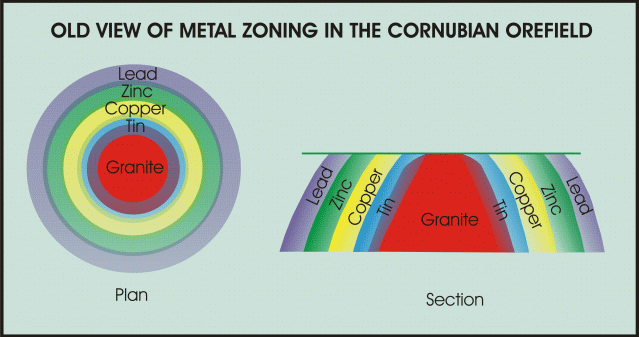 OLD VIEW OF METAL ZONING IN THE CORNUBIAN OREFIELD
Lead
Zinc
Copper
Tin
Granite
Plan
Lead
Zinc
Copper
Tin
Granite
Tin
Copper
Zinc
Lead
Section